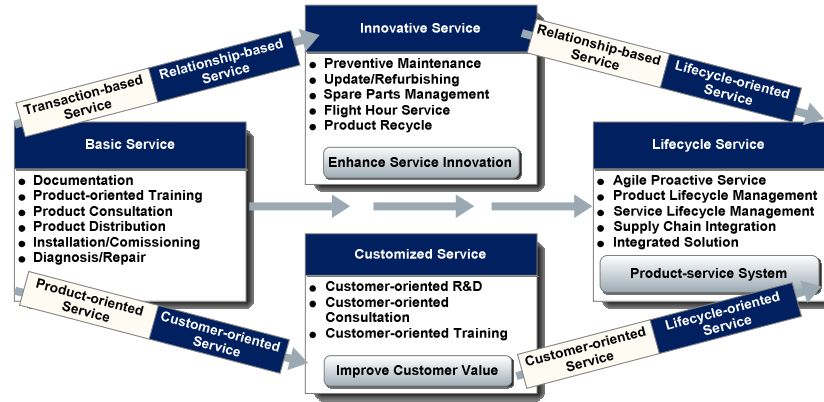 Innovative Service
Preventive Maintenance
Update/Refurbishing
Spare Parts Management
Flight Hour Service
Product Recycle
Enhance Service Innovation
Transaction-based
Service
Relationship-based
Service
Relationship-based
Service
Lifecycle-oriented
Service
Basic Service
Documentation
Product-oriented Training
Product Consultation
Product Distribution
Installation/Comissioning
Diagnosis/Repair
Lifecycle Service
Agile Proactive Service
Product Lifecycle Management
Service Lifecycle Management
Supply Chain Integration
Integrated Solution
Product-service System
Customized Service
Customer-oriented R&D
Customer-oriented
Consultation
Customer-oriented Training
Improve Customer Value
Product-oriented
Service
Customer-oriented
Service
Customer-oriented
Service
Lifecycle-oriented
Service